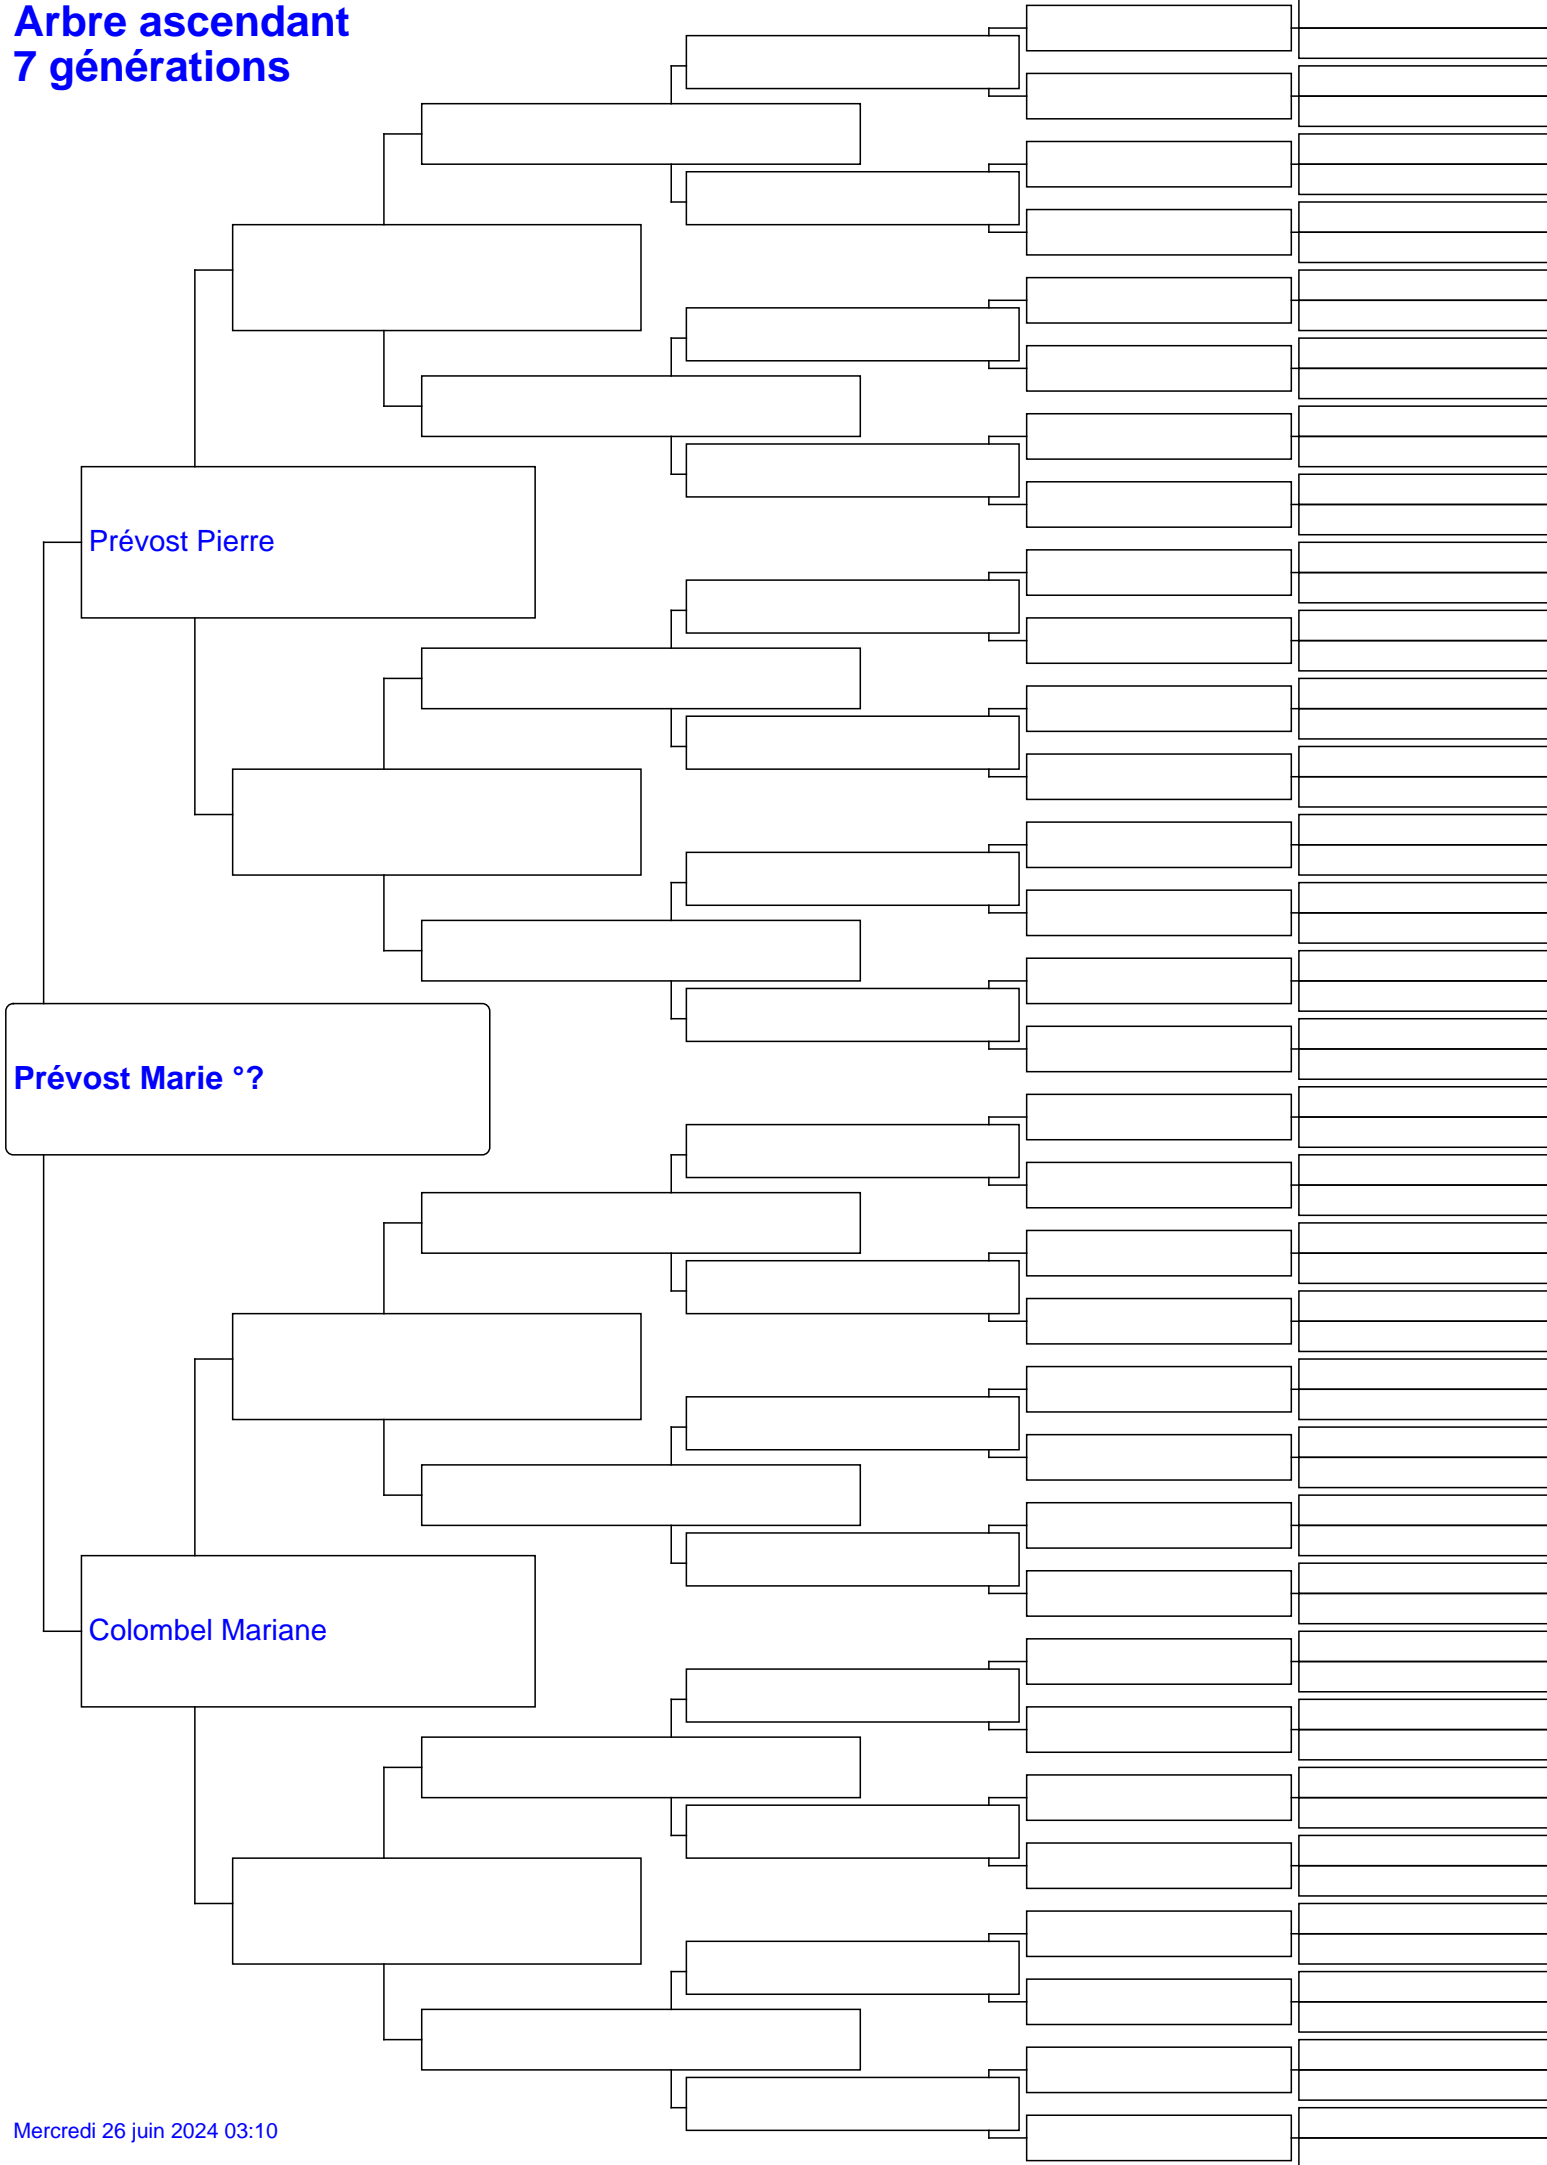 Arbre ascendant
7 générations
Prévost Pierre
Prévost Marie °?
Colombel Mariane
Mercredi 26 juin 2024 03:10